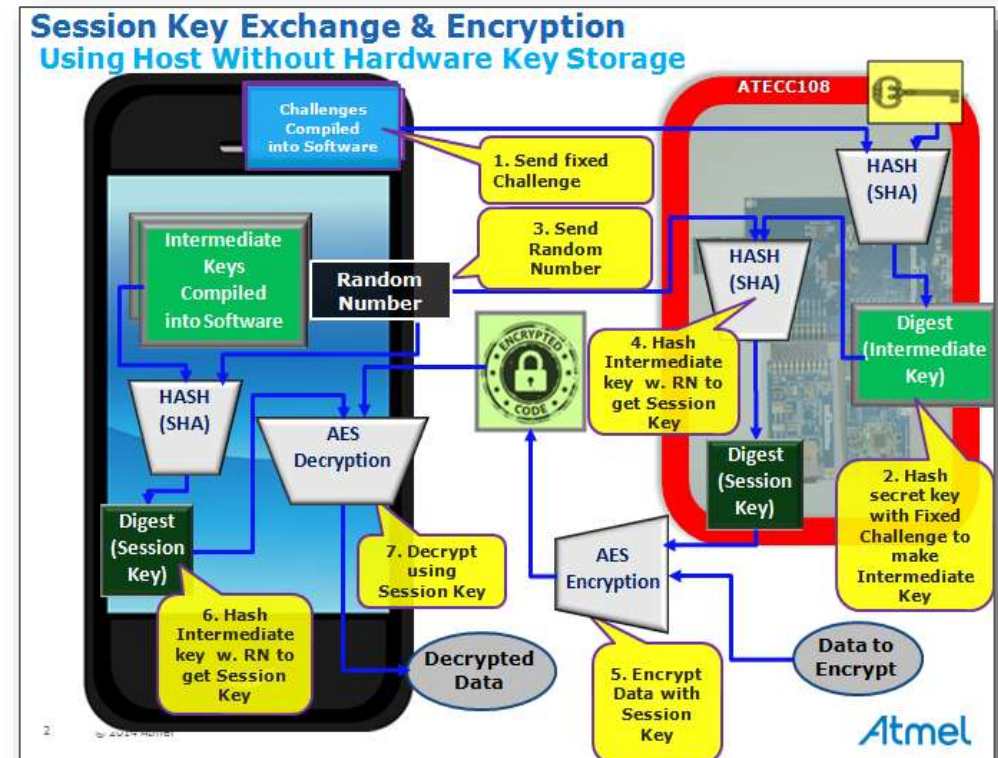 Session Key Exchange & Encryption
Using Host Without Hardware Key Storage
Challenges
Compiled
into Software
ATECC108
1. Send fixed
Challenge
HASH
(SHA)
Intermediate
Keys
Compiled
into Software
3. Send
Random
Number
Random
Number
HASH
(SHA)
ENCRYPTED
CODE
4. Hash
Intermediate
key w. RN to
get Session
Key
Digest
(Intermediate
Key)
HASH
(SHA)
AES
Decryption
Digest
(Session
Key)
2. Hash
secret key
with Fixed
Challenge to
make
Intermediate
Key
Digest
(Session
Key)
7. Decrypt
using
Session Key
AES
Encryption
6. Hash
Intermediate
key w. RN to
get Session
Key
Decrypted
Data
5. Encrypt
Data with
Session
Key
Data to
Encrypt
2
© 2014 Atmel
Atmel